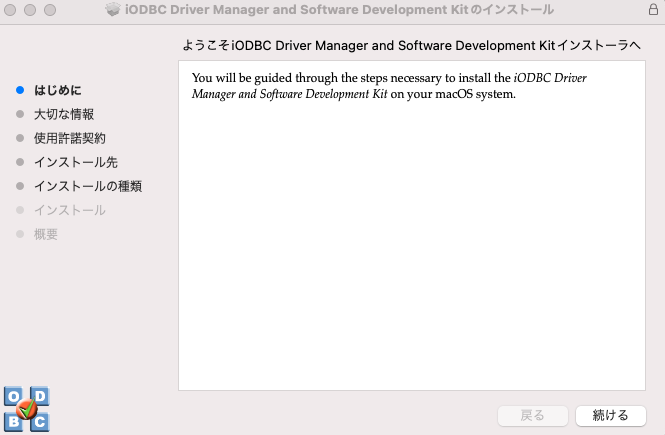 iODBC Driver Manager and Software Development Kitのインストール
ようこそiODBC Driver Manager and Software Development Kitインストーラへ
はじめに
大切な情報
使用許諾契約
インストール先
インストールの種類
インストール
概要
You will be guided through the steps necessary to install the iODBC Driver
Manager and Software Development Kit on your macOS system.
O D
B C
戻る
続ける